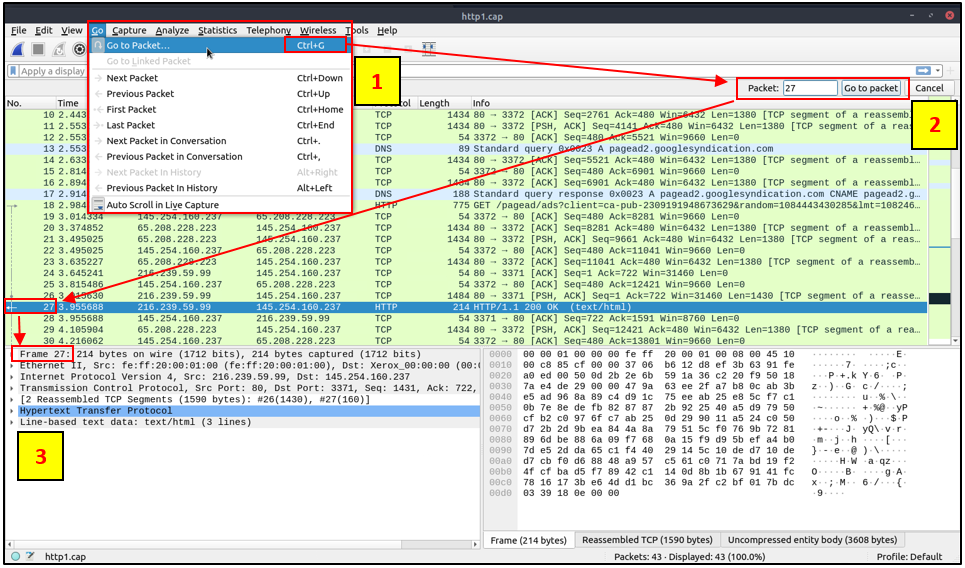 http1.cap
File Edit View Go Capture Analyze Statistics Telephony Wireless Tools Help
Go to Packet... Ctrl+G
Go to Linked Packet
Next Packet Ctrl+Down
Previous Packet Ctrl+Up
First Packet Ctrl+Home
Last Packet Ctrl+End
Next Packet in Conversation Ctrl+.
Previous Packet in Conversation Ctrl+,
Next Packet In History Alt+Right
Previous Packet In History Alt+Left
Auto Scroll in Live Capture
1
Apply a display
Packet: 27 Go to packet Cancel
2
No. Time Length Info
10 2.443 TCP 1434 80 → 3372 [ACK] Seq=2761 Ack=480 Win=6432 Len=1380 [TCP segment of a reassembl…
11 2.553 TCP 1434 80 → 3372 [PSH, ACK] Seq=4141 Ack=480 Win=6432 Len=1380 [TCP segment of a reas…
12 2.553 TCP 54 3372 → 80 [ACK] Seq=480 Ack=5521 Win=9660 Len=0
13 2.553 DNS 89 Standard query 0x0023 A pagead2.googlesyndication.com
14 2.633 TCP 1434 80 → 3372 [ACK] Seq=5521 Ack=480 Win=6432 Len=1380 [TCP segment of a reassembl…
15 2.814 TCP 54 3372 → 80 [ACK] Seq=480 Ack=6901 Win=9660 Len=0
16 2.894 TCP 1434 80 → 3372 [ACK] Seq=6901 Ack=480 Win=6432 Len=1380 [TCP segment of a reassembl…
17 2.914 DNS 188 Standard query response 0x0023 A pagead2.googlesyndication.com CNAME pagead2.g…
18 2.984 HTTP 775 GET /pagead/ads?client=ca-pub-2309191948673629&random=1084443430285&lmt=108246…
19 3.014334 145.254.160.237 65.208.228.223 TCP 54 3372 → 80 [ACK] Seq=480 Ack=8281 Win=9660 Len=0
20 3.374852 65.208.228.223 145.254.160.237 TCP 1434 80 → 3372 [ACK] Seq=8281 Ack=480 Win=6432 Len=1380 [TCP segment of a reassembl…
21 3.495025 65.208.228.223 145.254.160.237 TCP 1434 80 → 3372 [PSH, ACK] Seq=9661 Ack=480 Win=6432 Len=1380 [TCP segment of a reas…
22 3.495025 145.254.160.237 65.208.228.223 TCP 54 3372 → 80 [ACK] Seq=480 Ack=11041 Win=9660 Len=0
23 3.635227 65.208.228.223 145.254.160.237 TCP 1434 80 → 3372 [ACK] Seq=11041 Ack=480 Win=6432 Len=1380 [TCP segment of a reassemb…
24 3.645241 216.239.59.99 145.254.160.237 TCP 54 80 → 3371 [ACK] Seq=1 Ack=722 Win=31460 Len=0
25 3.815486 145.254.160.237 65.208.228.223 TCP 54 3372 → 80 [ACK] Seq=480 Ack=12421 Win=9660 Len=0
26 3.915630 216.239.59.99 145.254.160.237 TCP 1484 80 → 3371 [PSH, ACK] Seq=1 Ack=722 Win=31460 Len=1430 [TCP segment of a reasse…
27 3.955688 216.239.59.99 145.254.160.237 HTTP 214 HTTP/1.1 200 OK (text/html)
28 3.955688 145.254.160.237 216.239.59.99 TCP 54 3371 → 80 [ACK] Seq=722 Ack=1591 Win=8760 Len=0
29 4.105904 65.208.228.223 145.254.160.237 TCP 1434 80 → 3372 [PSH, ACK] Seq=12421 Ack=480 Win=6432 Len=1380 [TCP segment of a rea…
30 4.216062 145.254.160.237 65.208.228.223 TCP 54 3372 → 80 [ACK] Seq=480 Ack=13801 Win=9660 Len=0
Frame 27: 214 bytes on wire (1712 bits), 214 bytes captured (1712 bits)
Ethernet II, Src: fe:ff:20:00:01:00 (fe:ff:20:00:01:00), Dst: Xerox_00:00:00 (00:
Internet Protocol Version 4, Src: 216.239.59.99, Dst: 145.254.160.237
Transmission Control Protocol, Src Port: 80, Dst Port: 3371, Seq: 1431, Ack: 722,
[2 Reassembled TCP Segments (1590 bytes): #26(1430), #27(160)]
Hypertext Transfer Protocol
Line-based text data: text/html (3 lines)
3
0000 00 00 01 00 00 00 fe ff 20 00 01 00 08 00 45 10
0010 00 c8 85 cf 00 00 37 06 b6 12 d8 ef 3b 63 91 fe
0020 a0 ed 00 50 0d 2b 2e 6b 59 1a 36 c2 20 f9 50 18
0030 7a e4 de 29 00 00 47 9a 63 ee 2f a7 b8 0c ab 3b
0040 e5 ad 96 8a 89 c4 d9 1c 75 ee ab 25 e8 5c f7 c1
0050 0b 7e 8e de fb 82 87 87 2b 92 25 40 a5 d9 79 50
0060 cf b2 c0 97 6f c7 ab 25 0d 29 90 11 a5 24 c0 50
0070 d7 2b 2d 9b ea 84 4a 8a 79 51 5c f0 76 9b 72 81
0080 89 6d be 88 6a 09 f7 68 0a 15 f9 d9 5b ef a4 b0
0090 7d e5 2d da 65 c1 f4 40 29 14 5c 10 de d7 10 de
00a0 d7 cb f0 d6 88 48 a9 57 c5 61 c0 71 7a bd 19 f2
00b0 4f cf ba d5 f7 89 42 c1 14 0d 8b 1b 67 91 41 fc
00c0 78 16 17 3b e6 4d d1 bc 36 9a 2f c2 bf 01 7b dc
00d0 03 39 18 0e 00 00
Frame (214 bytes) Reassembled TCP (1590 bytes) Uncompressed entity body (3608 bytes)
http1.cap Packets: 43 · Displayed: 43 (100.0%) Profile: Default